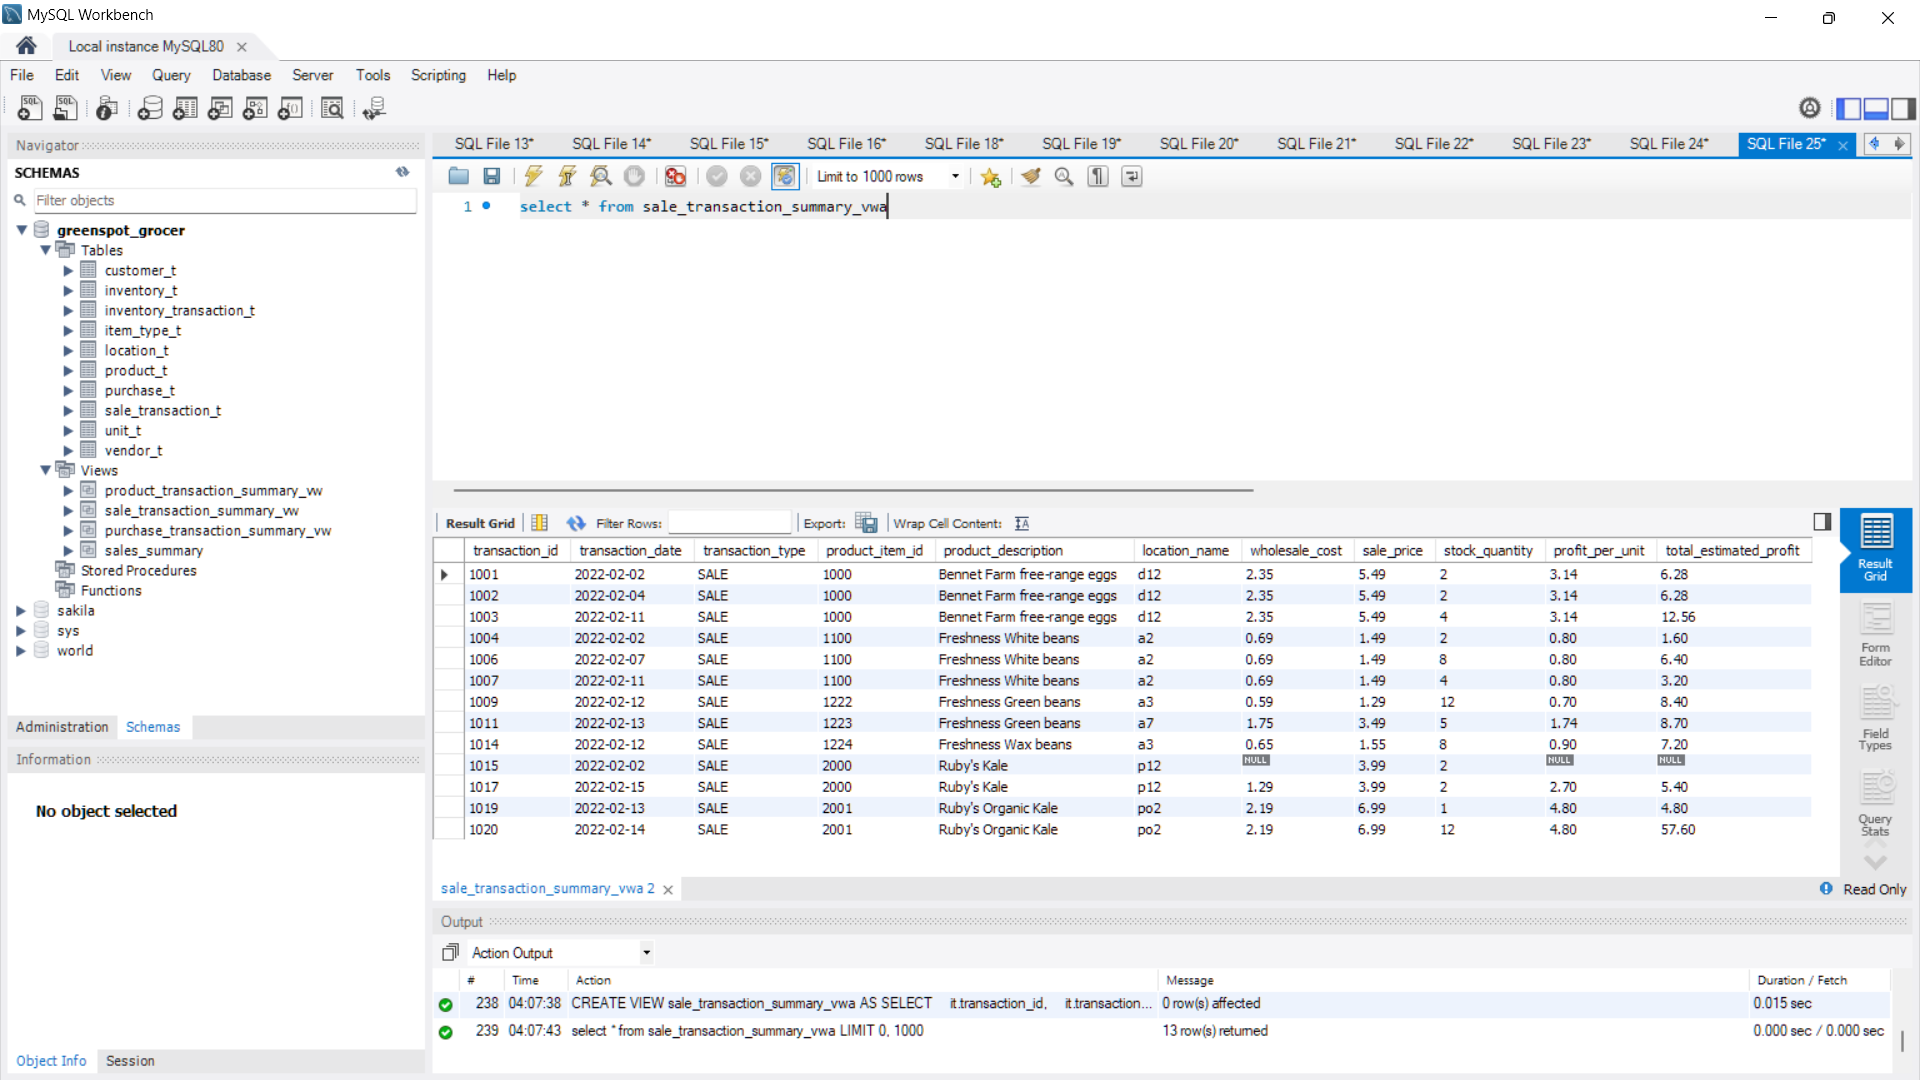 MySQL Workbench
Local instance MySQL80
File Edit View Query Database Server Tools Scripting Help
Navigator
SCHEMAS
Filter objects
greenspot_grocer
Tables
customer_t
inventory_t
inventory_transaction_t
item_type_t
location_t
product_t
purchase_t
sale_transaction_t
unit_t
vendor_t
Views
product_transaction_summary_vw
sale_transaction_summary_vw
purchase_transaction_summary_vw
sales_summary
Stored Procedures
Functions
sakila
sys
world
Administration Schemas
Information
No object selected
Object Info Session
SQL File 13* SQL File 14* SQL File 15* SQL File 16* SQL File 18* SQL File 19* SQL File 20* SQL File 21* SQL File 22* SQL File 23* SQL File 24* SQL File 25*
Limit to 1000 rows
1 select * from sale_transaction_summary_vwa
Result Grid Filter Rows: Export: Wrap Cell Content:
transaction_id transaction_date transaction_type product_item_id product_description location_name wholesale_cost sale_price stock_quantity profit_per_unit total_estimated_profit
1001 2022-02-02 SALE 1000 Bennet Farm free-range eggs d12 2.35 5.49 2 3.14 6.28
1002 2022-02-04 SALE 1000 Bennet Farm free-range eggs d12 2.35 5.49 2 3.14 6.28
1003 2022-02-11 SALE 1000 Bennet Farm free-range eggs d12 2.35 5.49 4 3.14 12.56
1004 2022-02-02 SALE 1100 Freshness White beans a2 0.69 1.49 2 0.80 1.60
1006 2022-02-07 SALE 1100 Freshness White beans a2 0.69 1.49 8 0.80 6.40
1007 2022-02-11 SALE 1100 Freshness White beans a2 0.69 1.49 4 0.80 3.20
1009 2022-02-12 SALE 1222 Freshness Green beans a3 0.59 1.29 12 0.70 8.40
1011 2022-02-13 SALE 1223 Freshness Green beans a7 1.75 3.49 5 1.74 8.70
1014 2022-02-12 SALE 1224 Freshness Wax beans a3 0.65 1.55 8 0.90 7.20
1015 2022-02-02 SALE 2000 Ruby's Kale p12 NULL 3.99 2 NULL NULL
1017 2022-02-15 SALE 2000 Ruby's Kale p12 1.29 3.99 2 2.70 5.40
1019 2022-02-13 SALE 2001 Ruby's Organic Kale po2 2.19 6.99 1 4.80 4.80
1020 2022-02-14 SALE 2001 Ruby's Organic Kale po2 2.19 6.99 12 4.80 57.60
Result
Grid
Form
Editor
Field
Types
Query
Stats
sale_transaction_summary_vwa 2
Read Only
Output
Action Output
# Time Action Message Duration / Fetch
238 04:07:38 CREATE VIEW sale_transaction_summary_vwa AS SELECT it.transaction_id, it.transaction... 0 row(s) affected 0.015 sec
239 04:07:43 select * from sale_transaction_summary_vwa LIMIT 0, 1000 13 row(s) returned 0.000 sec / 0.000 sec